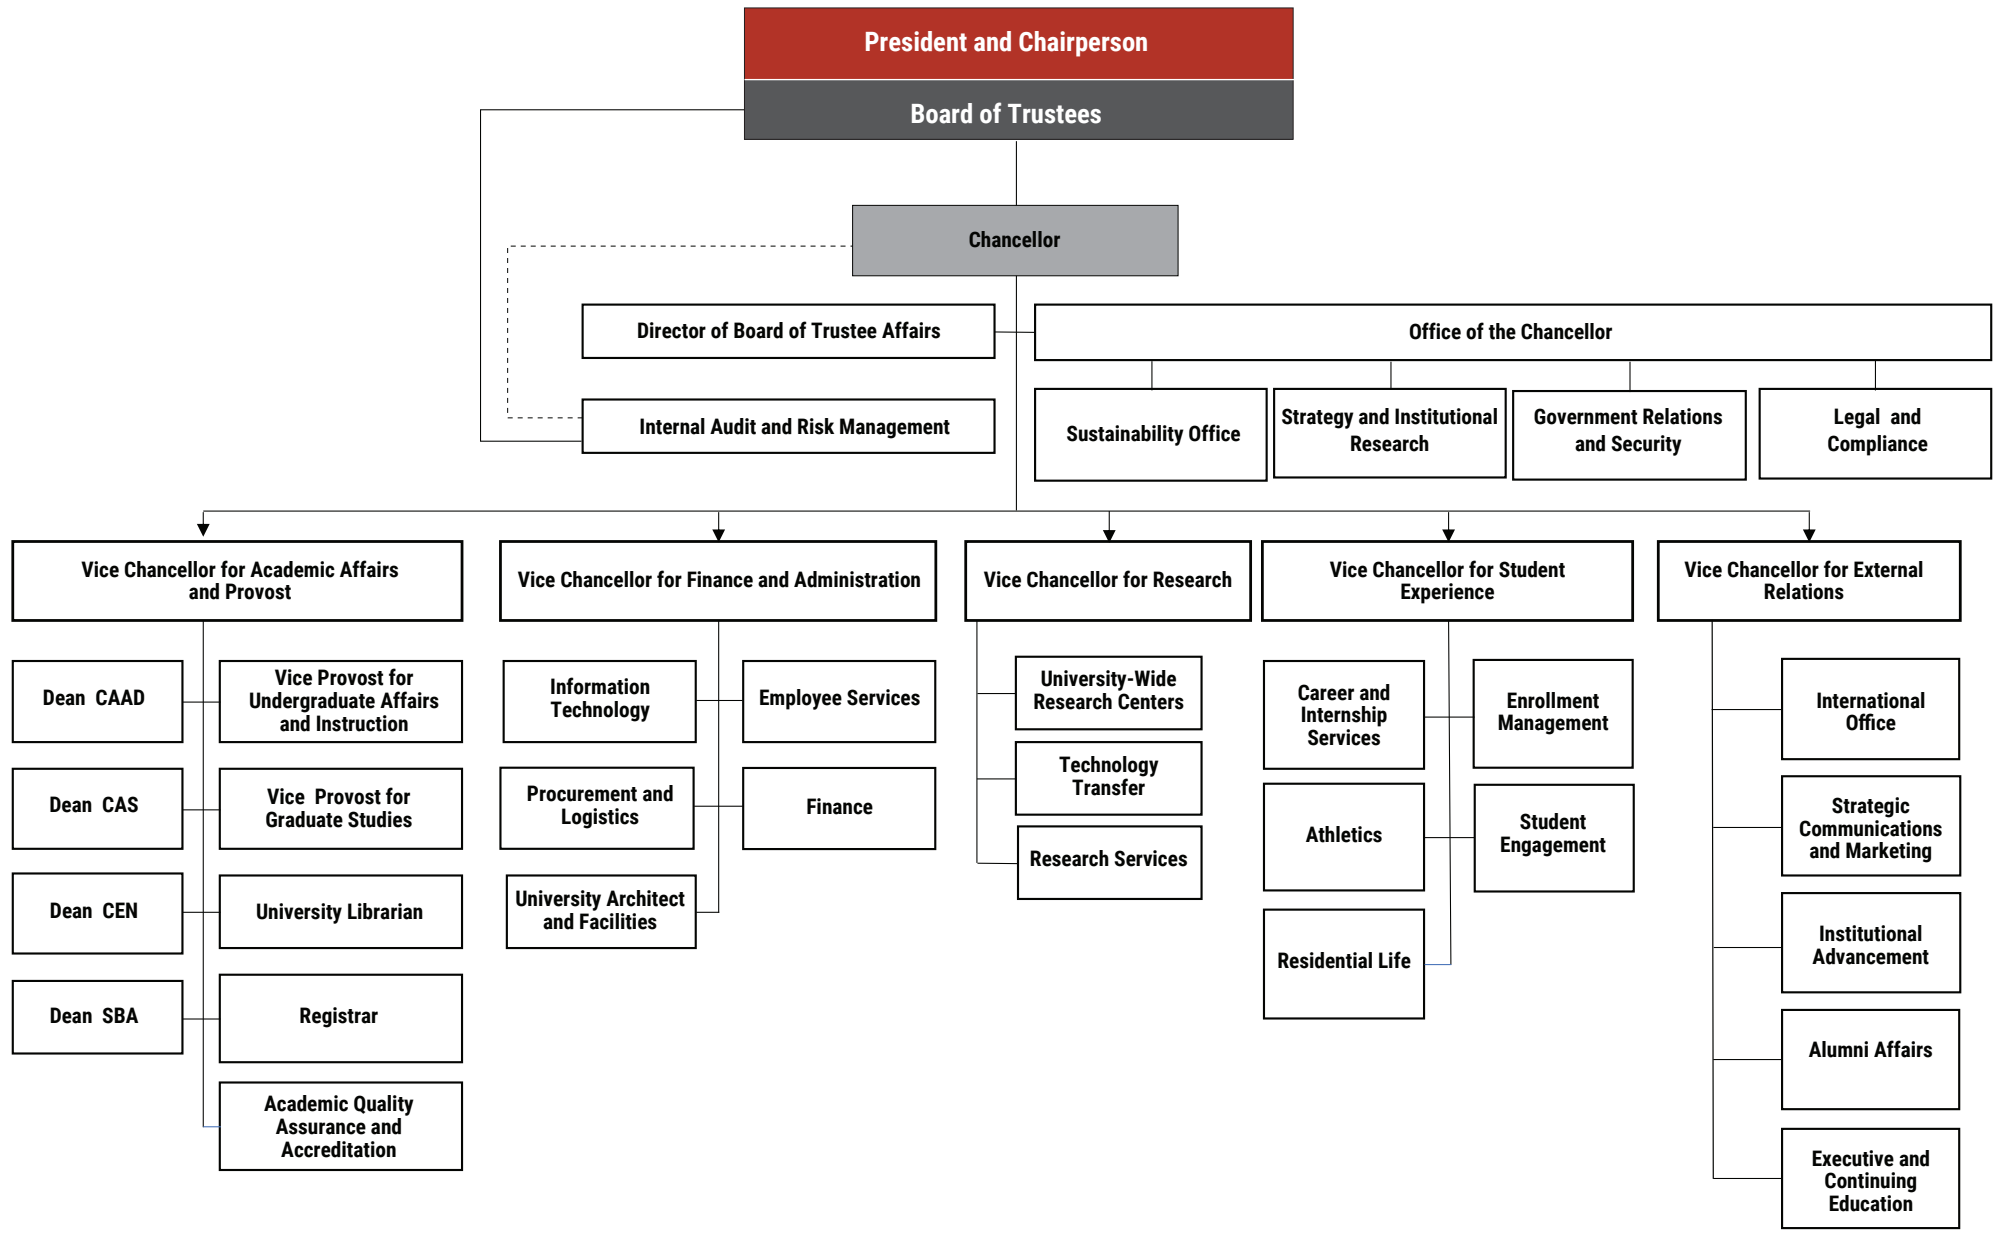 President and Chairperson
Board of Trustees
Chancellor
Director of Board of Trustee Affairs
Office of the Chancellor
Internal Audit and Risk Management
Sustainability Office
Strategy and Institutional
Research
Government Relations
and Security
Legal and
Compliance
Vice Chancellor for Academic Affairs
and Provost
Vice Chancellor for Finance and Administration
Vice Chancellor for Research
Vice Chancellor for Student
Experience
Vice Chancellor for External
Relations
Dean CAAD
Vice Provost for
Undergraduate Affairs
and Instruction
Dean CAS
Vice Provost for
Graduate Studies
Dean CEN
University Librarian
Dean SBA
Registrar
Academic Quality
Assurance and
Accreditation
Information
Technology
Employee Services
Procurement and
Logistics
Finance
University Architect
and Facilities
University-Wide
Research Centers
Technology
Transfer
Research Services
Career and
Internship
Services
Enrollment
Management
Athletics
Student
Engagement
Residential Life
International
Office
Strategic
Communications
and Marketing
Institutional
Advancement
Alumni Affairs
Executive and
Continuing
Education